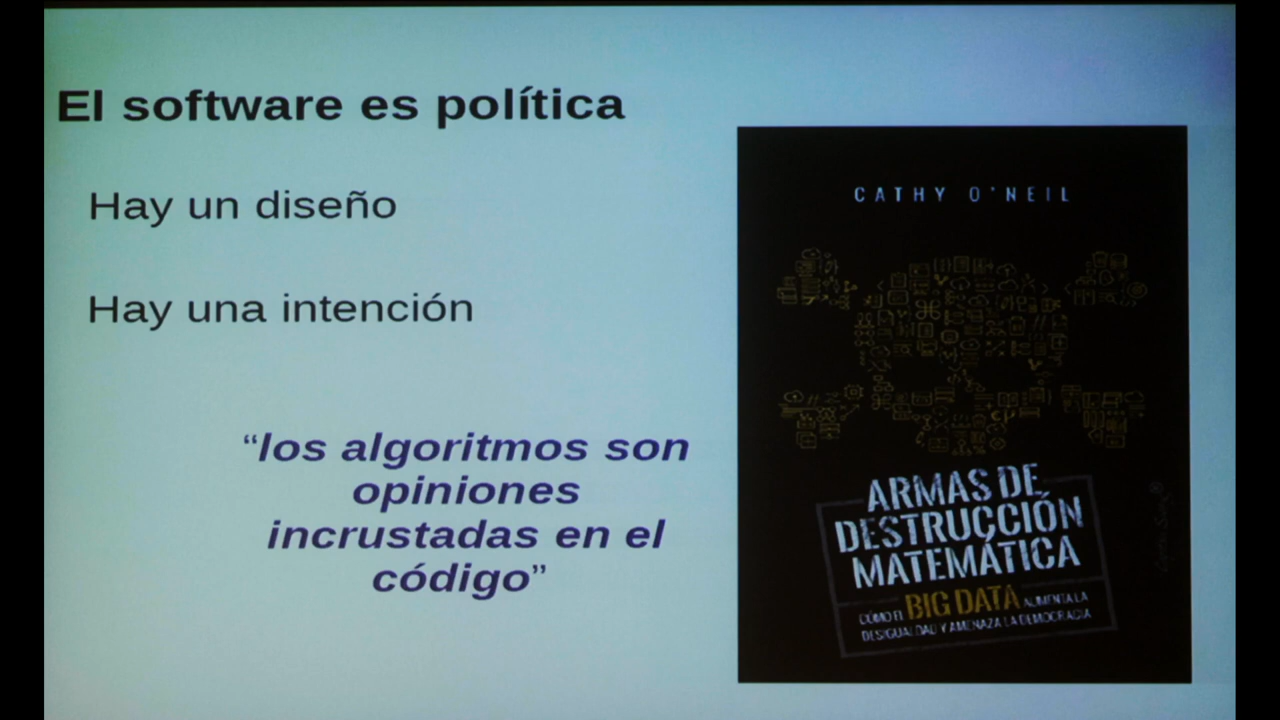 El software es política
Hay un diseño
Hay una intención
“los algoritmos son
opiniones
incrustadas en el
código”
CATHY O'NEIL
ARMAS DE
DESTRUCCIÓN
MATEMÁTICA
CÓMO EL BIG DATA AUMENTA LA
DESIGUALDAD Y AMENAZA LA DEMOCRACIA